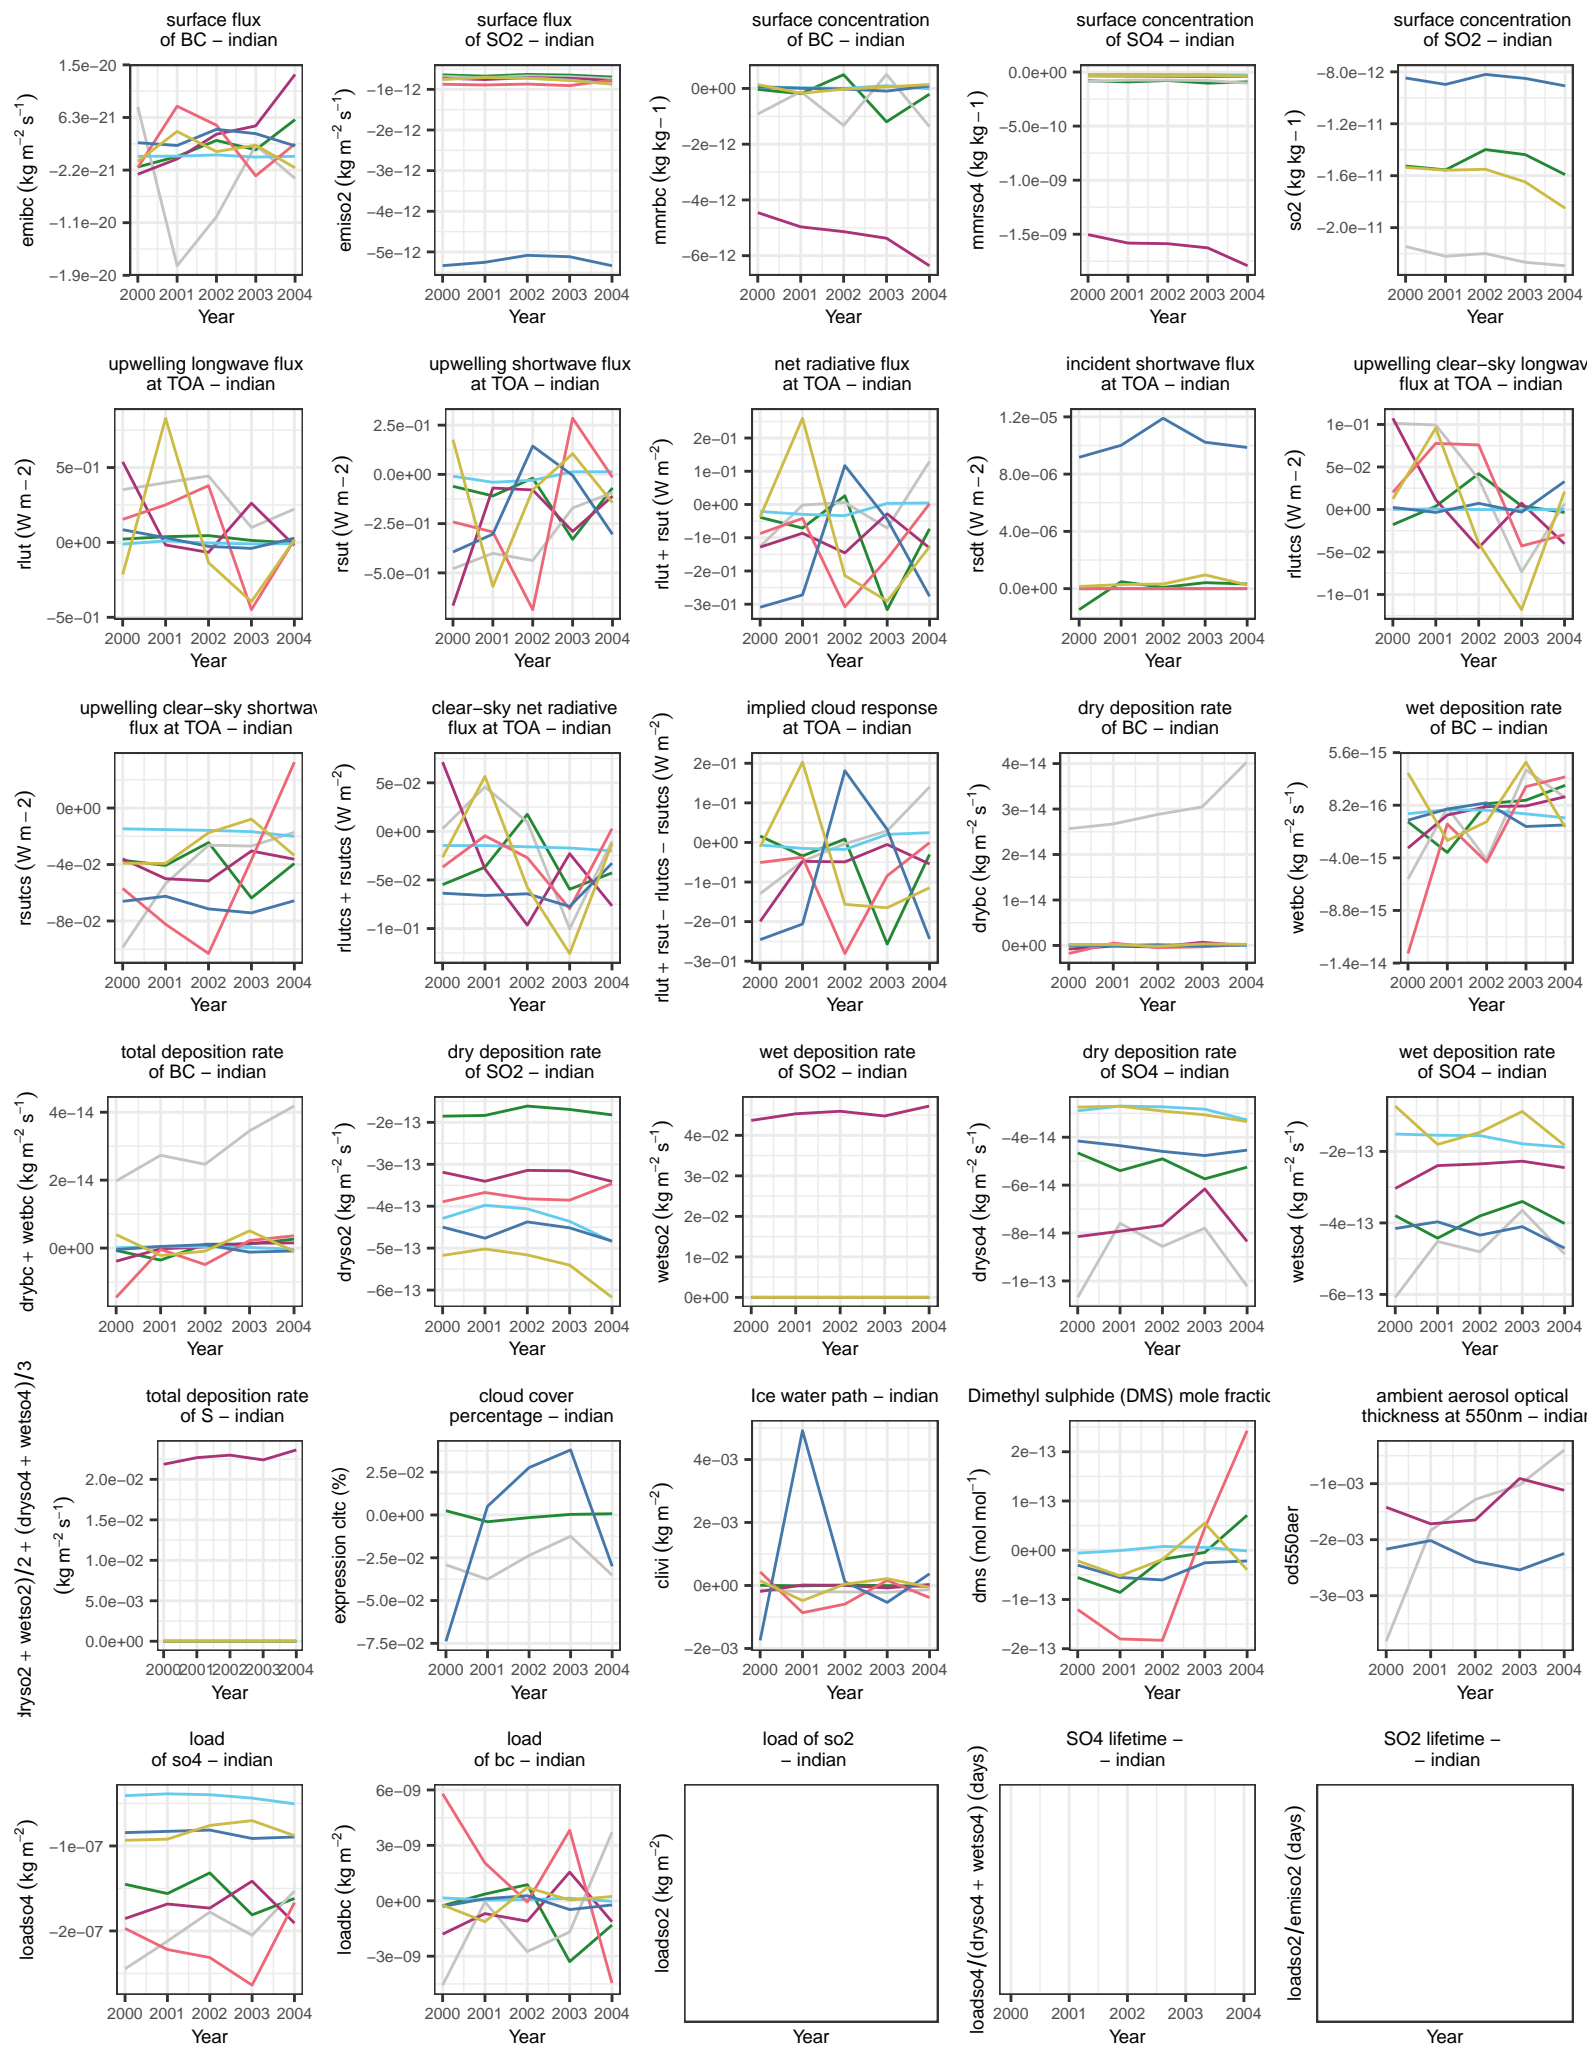 surface flux
of BC − indian
surface flux
of SO2 − indian
surface concentration
of BC − indian
surface concentration
of SO4 − indian
surface concentration
of SO2 − indian
emibc (kg m−2 s−1)
1.5e−20
6.3e−21
−2.2e−21
−1.1e−20
−1.9e−20
2000 2001 2002 2003 2004
Year
emiso2 (kg m−2 s−1)
−1e−12
−2e−12
−3e−12
−4e−12
−5e−12
2000 2001 2002 2003 2004
Year
mmrbc (kg kg−1)
0e+00
−2e−12
−4e−12
−6e−12
2000 2001 2002 2003 2004
Year
mmrso4 (kg kg−1)
0.0e+00
−5.0e−10
−1.0e−09
−1.5e−09
2000 2001 2002 2003 2004
Year
so2 (kg kg−1)
−8.0e−12
−1.2e−11
−1.6e−11
−2.0e−11
2000 2001 2002 2003 2004
Year
upwelling longwave flux
at TOA − indian
upwelling shortwave flux
at TOA − indian
net radiative flux
at TOA − indian
incident shortwave flux
at TOA − indian
upwelling clear−sky longwav
flux at TOA − indian
rlut (W m−2)
5e−01
0e+00
−5e−01
2000 2001 2002 2003 2004
Year
rsut (W m−2)
2.5e−01
0.0e+00
−2.5e−01
−5.0e−01
2000 2001 2002 2003 2004
Year
rlut + rsut (W m−2)
2e−01
1e−01
0e+00
−1e−01
−2e−01
−3e−01
2000 2001 2002 2003 2004
Year
rsdt (W m−2)
1.2e−05
8.0e−06
4.0e−06
0.0e+00
2000 2001 2002 2003 2004
Year
rlutcs (W m−2)
1e−01
5e−02
0e+00
−5e−02
−1e−01
2000 2001 2002 2003 2004
Year
upwelling clear−sky shortwav
flux at TOA − indian
clear−sky net radiative
flux at TOA − indian
implied cloud response
at TOA − indian
dry deposition rate
of BC − indian
wet deposition rate
of BC − indian
rsutcs (W m−2)
0e+00
−4e−02
−8e−02
2000 2001 2002 2003 2004
Year
rlutcs + rsutcs (W m−2)
5e−02
0e+00
−5e−02
−1e−01
2000 2001 2002 2003 2004
Year
rlut + rsut − rlutcs − rsutcs (W m−2)
2e−01
1e−01
0e+00
−1e−01
−2e−01
−3e−01
2000 2001 2002 2003 2004
Year
drybc (kg m−2 s−1)
4e−14
3e−14
2e−14
1e−14
0e+00
2000 2001 2002 2003 2004
Year
wetbc (kg m−2 s−1)
5.6e−15
8.2e−16
−4.0e−15
−8.8e−15
−1.4e−14
2000 2001 2002 2003 2004
Year
total deposition rate
of BC − indian
dry deposition rate
of SO2 − indian
wet deposition rate
of SO2 − indian
dry deposition rate
of SO4 − indian
wet deposition rate
of SO4 − indian
drybc + wetbc (kg m−2 s−1)
4e−14
2e−14
0e+00
2000 2001 2002 2003 2004
Year
dryso2 (kg m−2 s−1)
−2e−13
−3e−13
−4e−13
−5e−13
−6e−13
2000 2001 2002 2003 2004
Year
wetso2 (kg m−2 s−1)
4e−02
3e−02
2e−02
1e−02
0e+00
2000 2001 2002 2003 2004
Year
dryso4 (kg m−2 s−1)
−4e−14
−6e−14
−8e−14
−1e−13
2000 2001 2002 2003 2004
Year
wetso4 (kg m−2 s−1)
−2e−13
−4e−13
−6e−13
2000 2001 2002 2003 2004
Year
total deposition rate
of S − indian
cloud cover
percentage − indian
Ice water path − indian
Dimethyl sulphide (DMS) mole fractic
ambient aerosol optical
thickness at 550nm − indian
dryso2 + wetso2)/2 + (dryso4 + wetso4)/3
(kg m−2 s−1)
2.0e−02
1.5e−02
1.0e−02
5.0e−03
0.0e+00
2000 2001 2002 2003 2004
Year
expression cltc (%)
2.5e−02
0.0e+00
−2.5e−02
−5.0e−02
−7.5e−02
2000 2001 2002 2003 2004
Year
clivi (kg m−2)
4e−03
2e−03
0e+00
−2e−03
2000 2001 2002 2003 2004
Year
dms (mol mol−1)
2e−13
1e−13
0e+00
−1e−13
−2e−13
2000 2001 2002 2003 2004
Year
od550aer
−1e−03
−2e−03
−3e−03
2000 2001 2002 2003 2004
Year
load
of so4 − indian
load
of bc − indian
load of so2
− indian
SO4 lifetime −
− indian
SO2 lifetime −
− indian
loadso4 (kg m−2)
−1e−07
−2e−07
2000 2001 2002 2003 2004
Year
loadbc (kg m−2)
6e−09
3e−09
0e+00
−3e−09
2000 2001 2002 2003 2004
Year
loadso2 (kg m−2)
Year
loadso4/(dryso4 + wetso4) (days)
2000 2001 2002 2003 2004
Year
loadso2/emiso2 (days)
Year